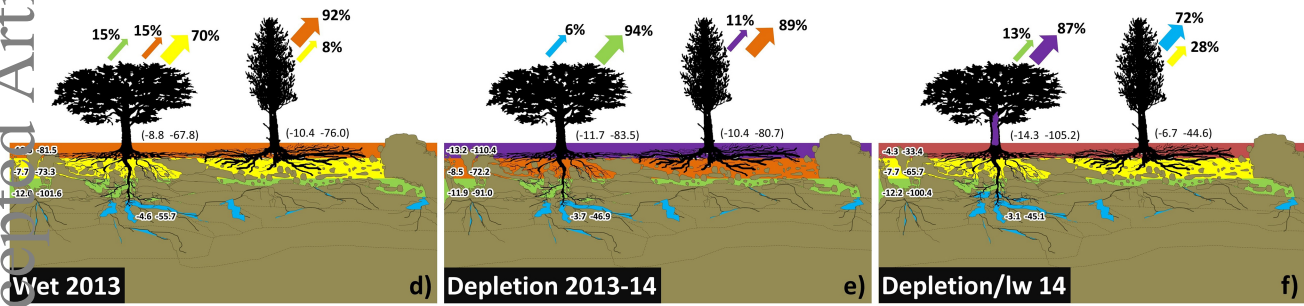 epted Art
15% 15% 70% 92% 8%
(-8.8 -67.8) (-10.4 -76.0)
-81.5
-7.7 -73.3
-12.0 -101.6
-4.6 -55.7
Wet 2013 d)
6% 94% 11% 89%
(-11.7 -83.5) (-10.4 -80.7)
-13.2 -110.4
-8.5 -72.2
-11.9 -91.0
-3.7 -46.9
Depletion 2013-14 e)
13% 87% 72% 28%
(-14.3 -105.2) (-6.7 -44.6)
-4.3 -33.4
-7.7 -65.7
-12.2 -100.4
-3.1 -45.1
Depletion/lw 14 f)